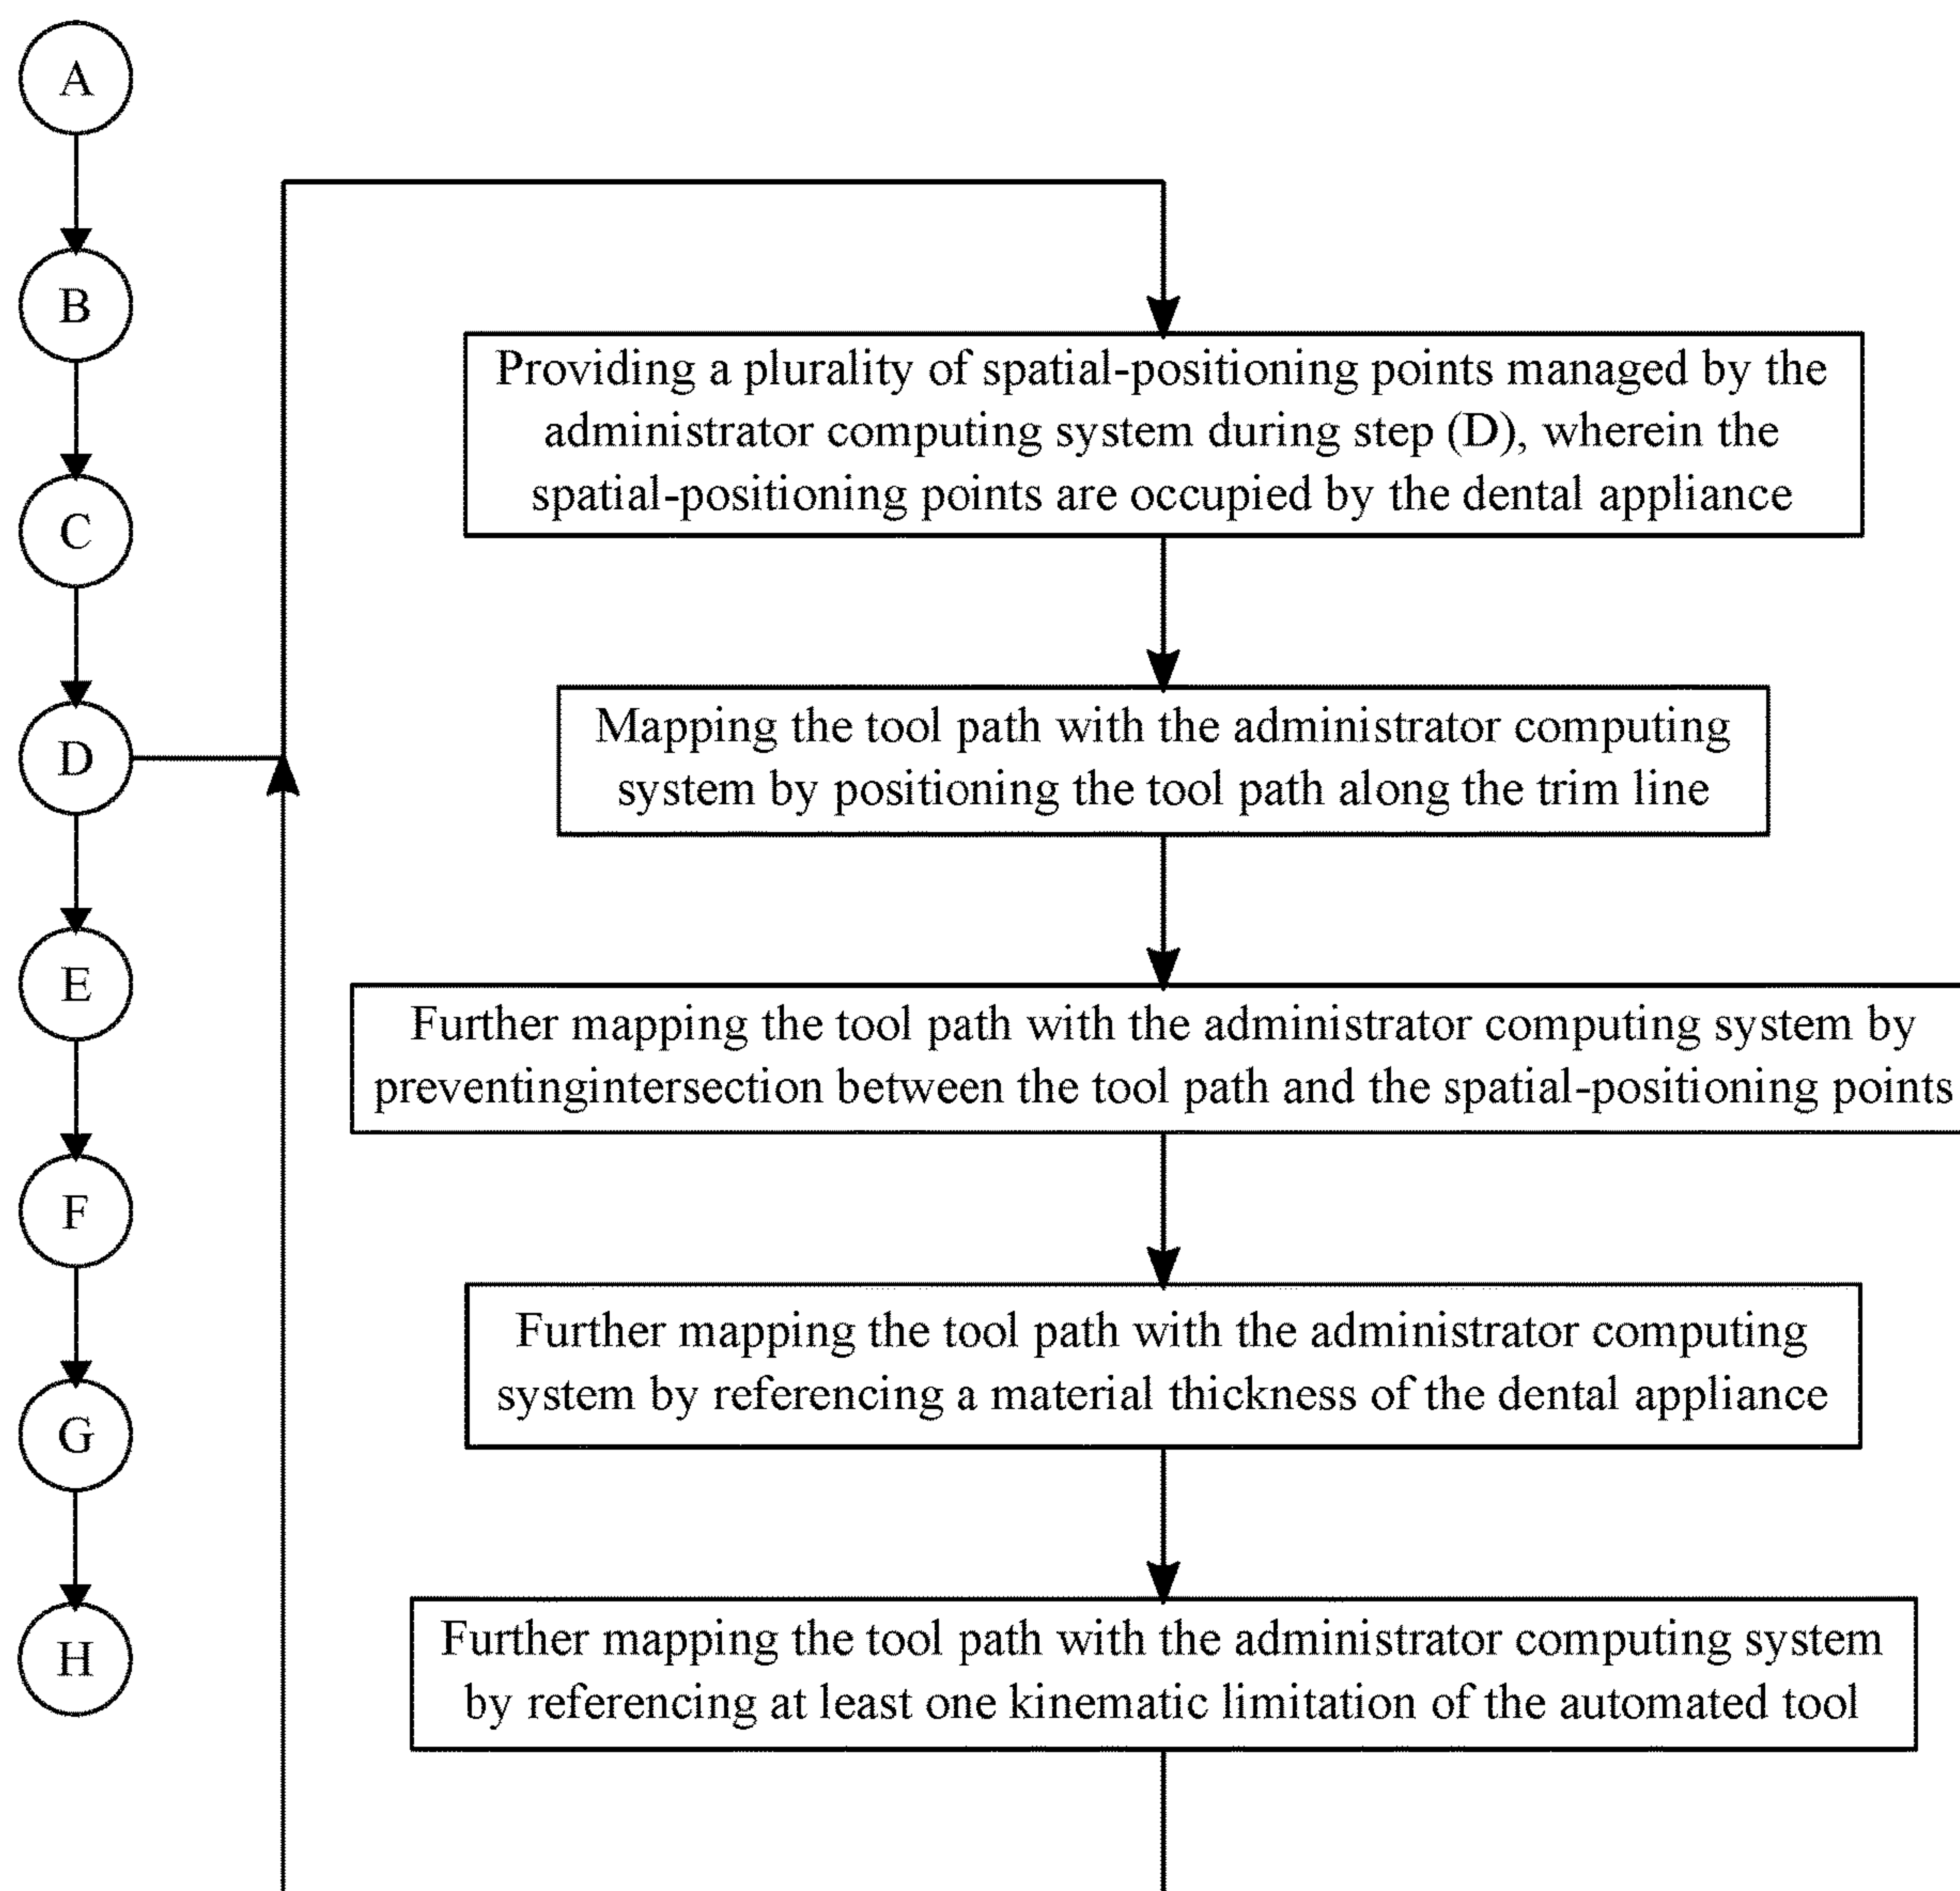 A
B
C
D
E
F
G
H
Providing a plurality of spatial-positioning points managed by the
administrator computing system during step (D), wherein the
spatial-positioning points are occupied by the dental appliance
Mapping the tool path with the administrator computing
system by positioning the tool path along the trim line
Further mapping the tool path with the administrator computing system by
preventingintersection between the tool path and the spatial-positioning points
Further mapping the tool path with the administrator computing
system by referencing a material thickness of the dental appliance
Further mapping the tool path with the administrator computing system
by referencing at least one kinematic limitation of the automated tool